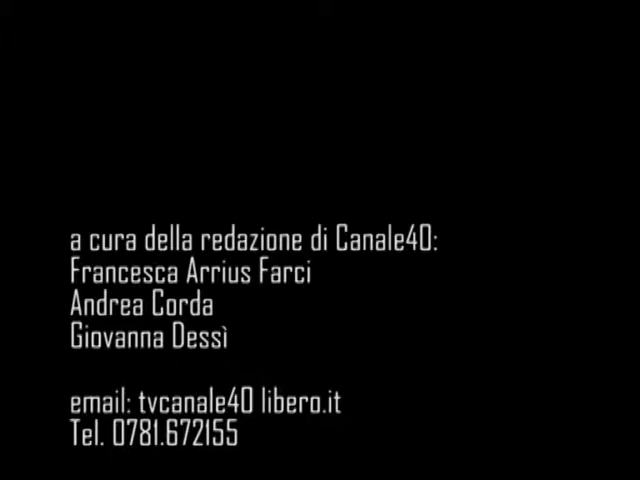 a cura della redazione di Canale40:
Francesca Arrius Farci
Andrea Corda
Giovanna Dessì
email: tvcanale40 libero.it
Tel. 0781.672155